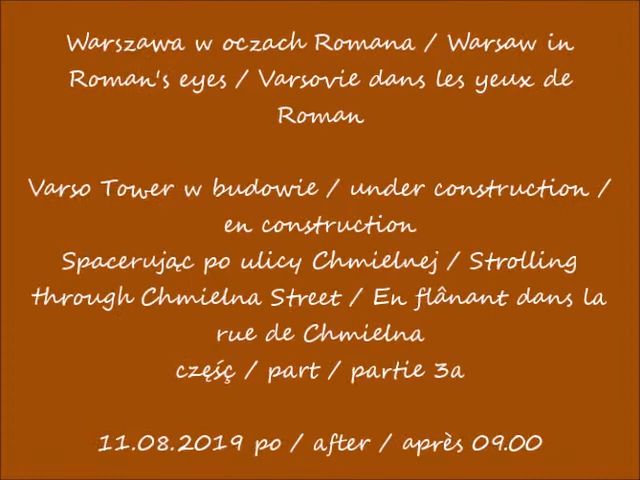 Warszawa w oczach Romana / Warsaw in
Roman's eyes / Varsovie dans les yeux de
Roman
Varso Tower w budowie / under construction /
en construction
Spacerując po ulicy Chmielnej / Strolling
through Chmielna Street / En flânant dans la
rue de Chmielna
częśç / part / partie 3a
11.08.2019 po / after / après 09.00